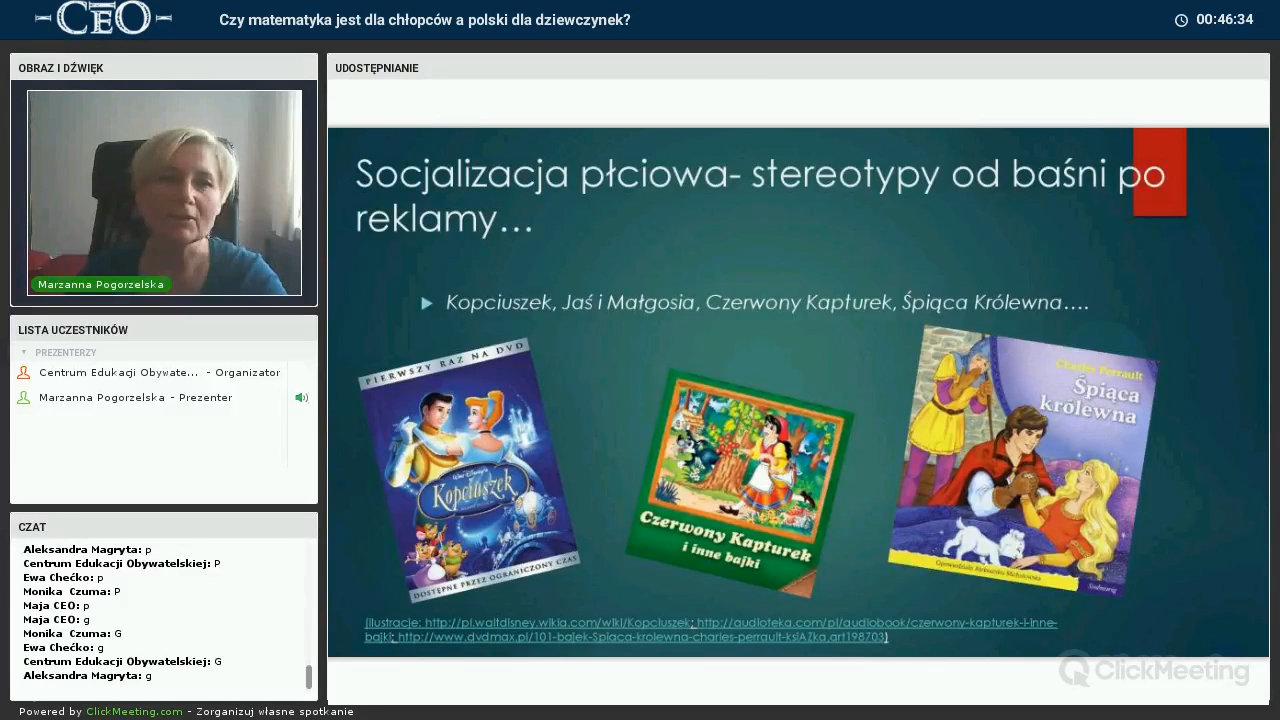 CEO
Czy matematyka jest dla chłopców a polski dla dziewczynek?
00:46:34
OBRAZ I DŹWIĘK
Marzanna Pogorzelska
LISTA UCZESTNIKÓW
PREZENTERZY
Centrum Edukacji Obywate... - Organizator
Marzanna Pogorzelska - Prezenter
CZAT
Aleksandra Magryta: p
Centrum Edukacji Obywatelskiej: P
Ewa Chećko: p
Monika Czuma: P
Maja CEO: p
Maja CEO: g
Monika Czuma: G
Ewa Chećko: g
Centrum Edukacji Obywatelskiej: G
Aleksandra Magryta: g
UDOSTĘPNIANIE
Socjalizacja płciowa- stereotypy od baśni po
reklamy...
Kopciuszek, Jaś i Małgosia, Czerwony Kapturek, Śpiąca Królewna....
PIERWSZY RAZ NA DVD
Walt Disney
Kopciuszek
DOSTĘPNE PRZEZ OGRANICZONY CZAS
Czerwony Kapturek
i inne bajki
Charles Perrault
Śpiąca
królewna
Siedmioróg
(ilustracje: http://pl.waltdisney.wikia.com/wiki/Kopciuszek; http://audioteka.com/pl/audiobook/czerwony-kapturek-i-inne-
bajki; http://www.dvdmax.pl/101-bajek-Spiaca-krolewna-charles-perrault-ksiAZka,art198703)
ClickMeeting
Powered by ClickMeeting.com - Zorganizuj własne spotkanie